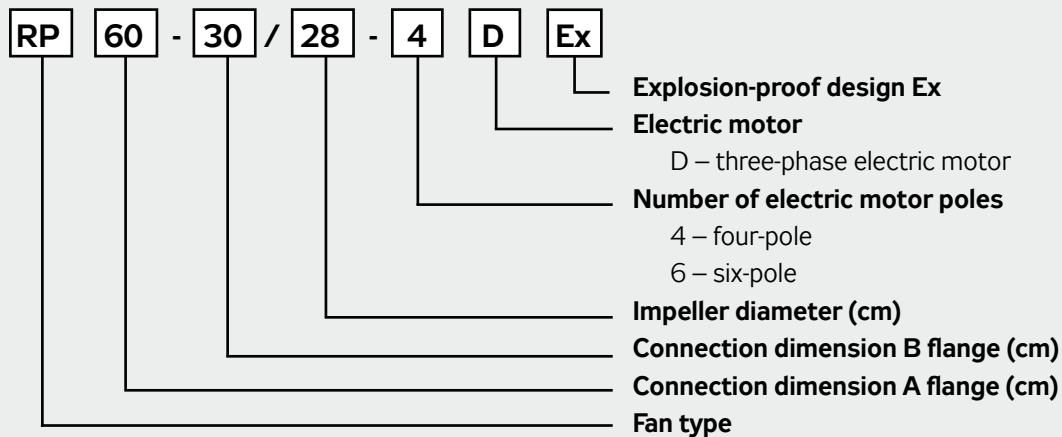 RP 60 - 30 / 28 - 4 D Ex
Explosion-proof design Ex
Electric motor
D – three-phase electric motor
Number of electric motor poles
4 – four-pole
6 – six-pole
Impeller diameter (cm)
Connection dimension B flange (cm)
Connection dimension A flange (cm)
Fan type